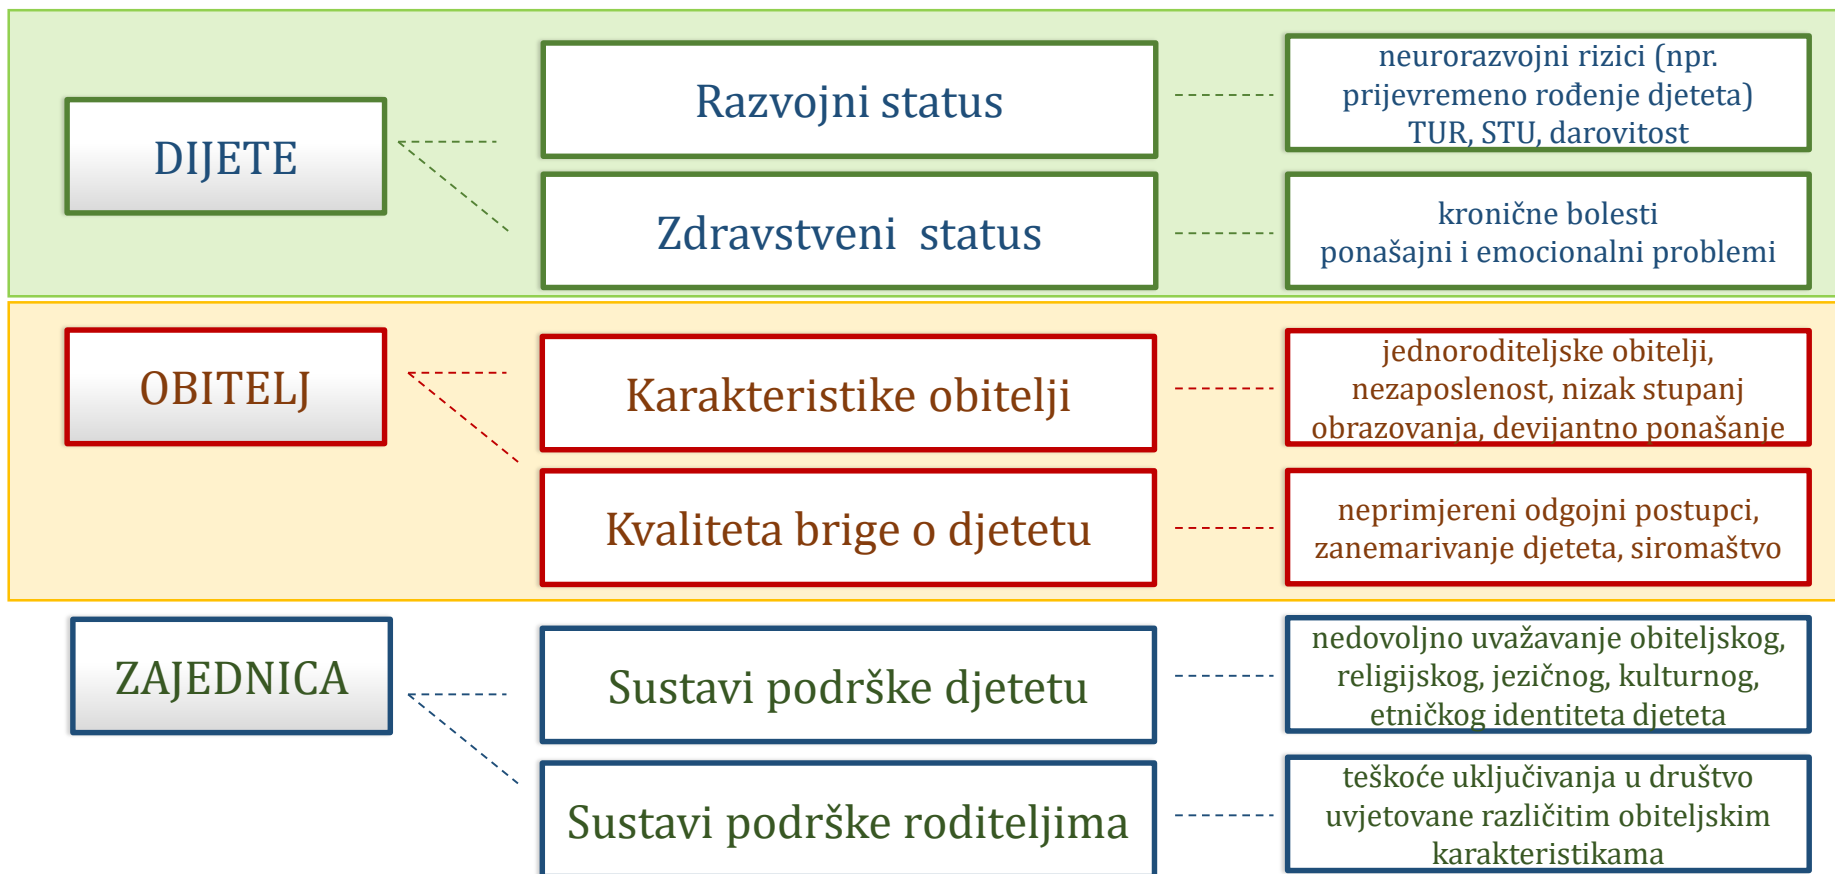 DIJETE
Razvojni status
neurorazvojni rizici (npr.
prijevremeno rođenje djeteta)
TUR, STU, darovitost
Zdravstveni status
kronične bolesti
ponašajni i emocionalni problemi
OBITELJ
Karakteristike obitelji
jednoroditeljske obitelji,
nezaposlenost, nizak stupanj
obrazovanja, devijantno ponašanje
Kvaliteta brige o djetetu
neprimjereni odgojni postupci,
zanemarivanje djeteta, siromaštvo
ZAJEDNICA
Sustavi podrške djetetu
nedovoljno uvažavanje obiteljskog,
religijskog, jezičnog, kulturnog,
etničkog identiteta djeteta
Sustavi podrške roditeljima
teškoće uključivanja u društvo
uvjetovane različitim obiteljskim
karakteristikama